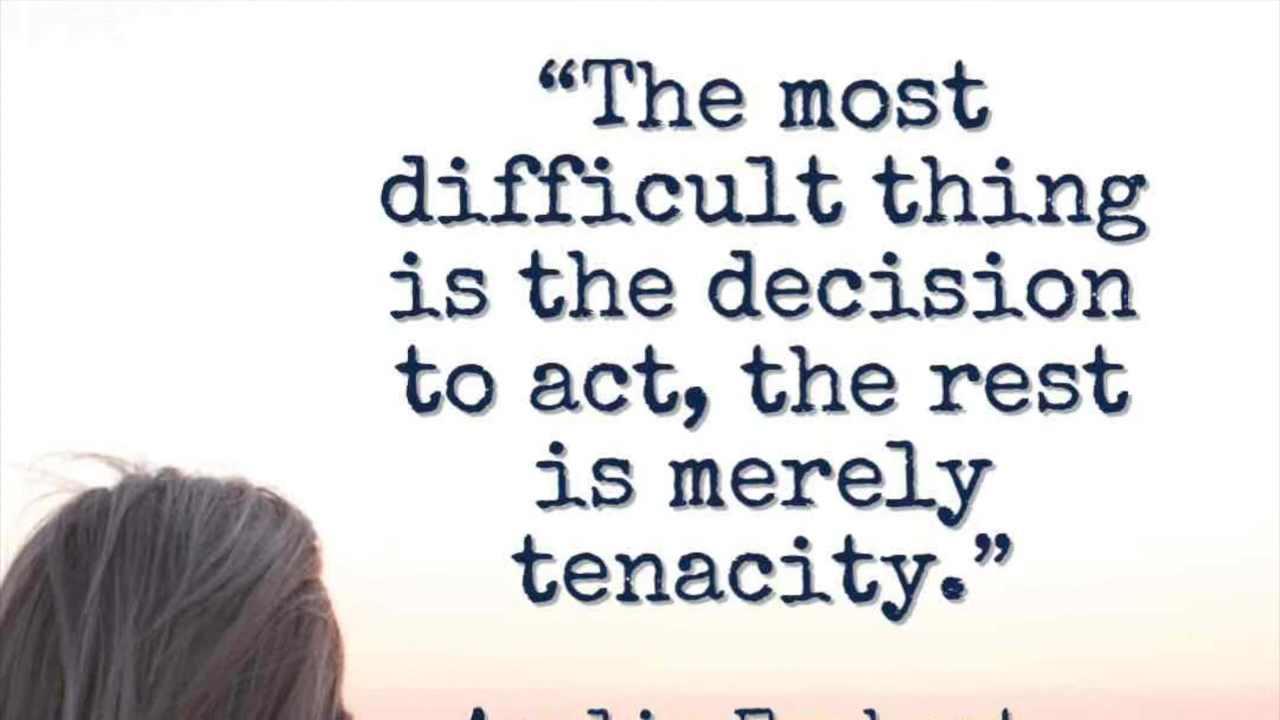 “The most
difficult thing
is the decision
to act, the rest
is merely
tenacity.”